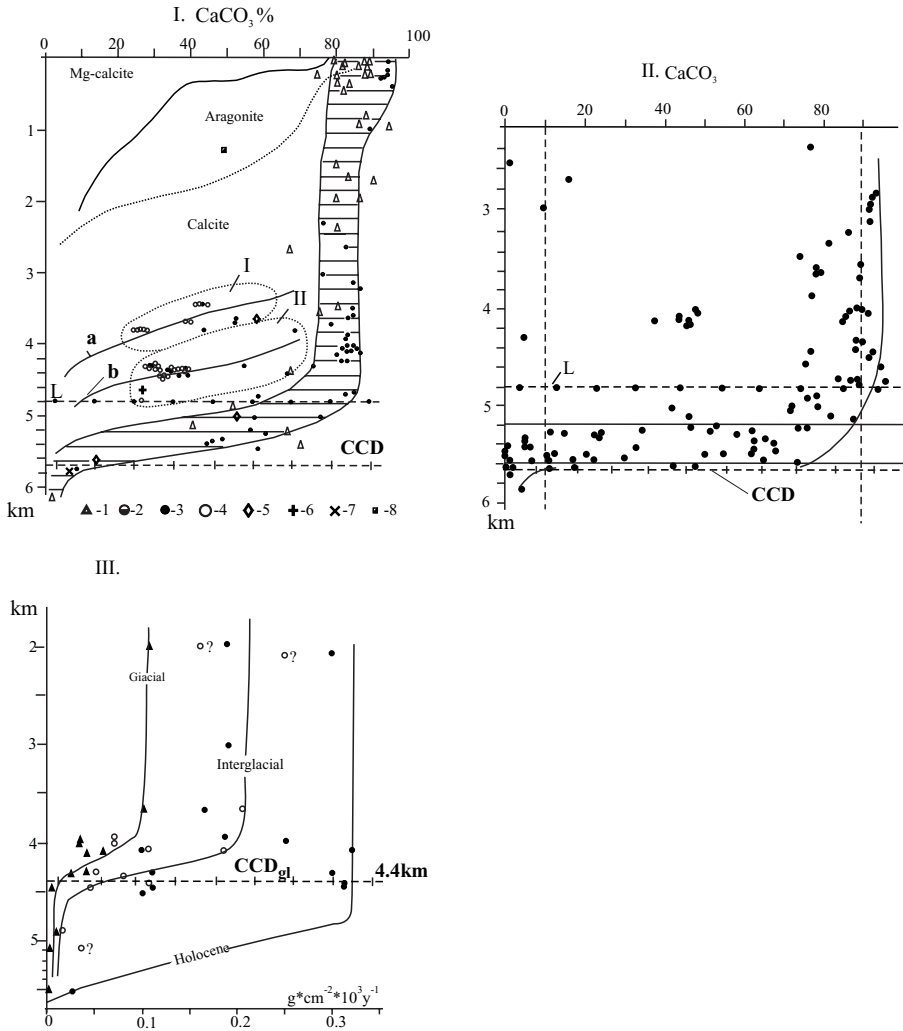 I. CaCO₃%
0 20 40 60 80 100
Mg-calcite
Aragonite
1
2
Calcite
3
I
II
a
4
b
L
5
CCD
6
km
-1 -2 -3 -4 -5 -6 -7 -8
II. CaCO₃
0 20 40 60 80
3
4
L
5
CCD
6
km
III.
km
2
?
?
Giacial
3
Interglacial
4
CCDgl
4.4km
5
?
Holocene
g*cm⁻²*10³y⁻¹
0 0.1 0.2 0.3